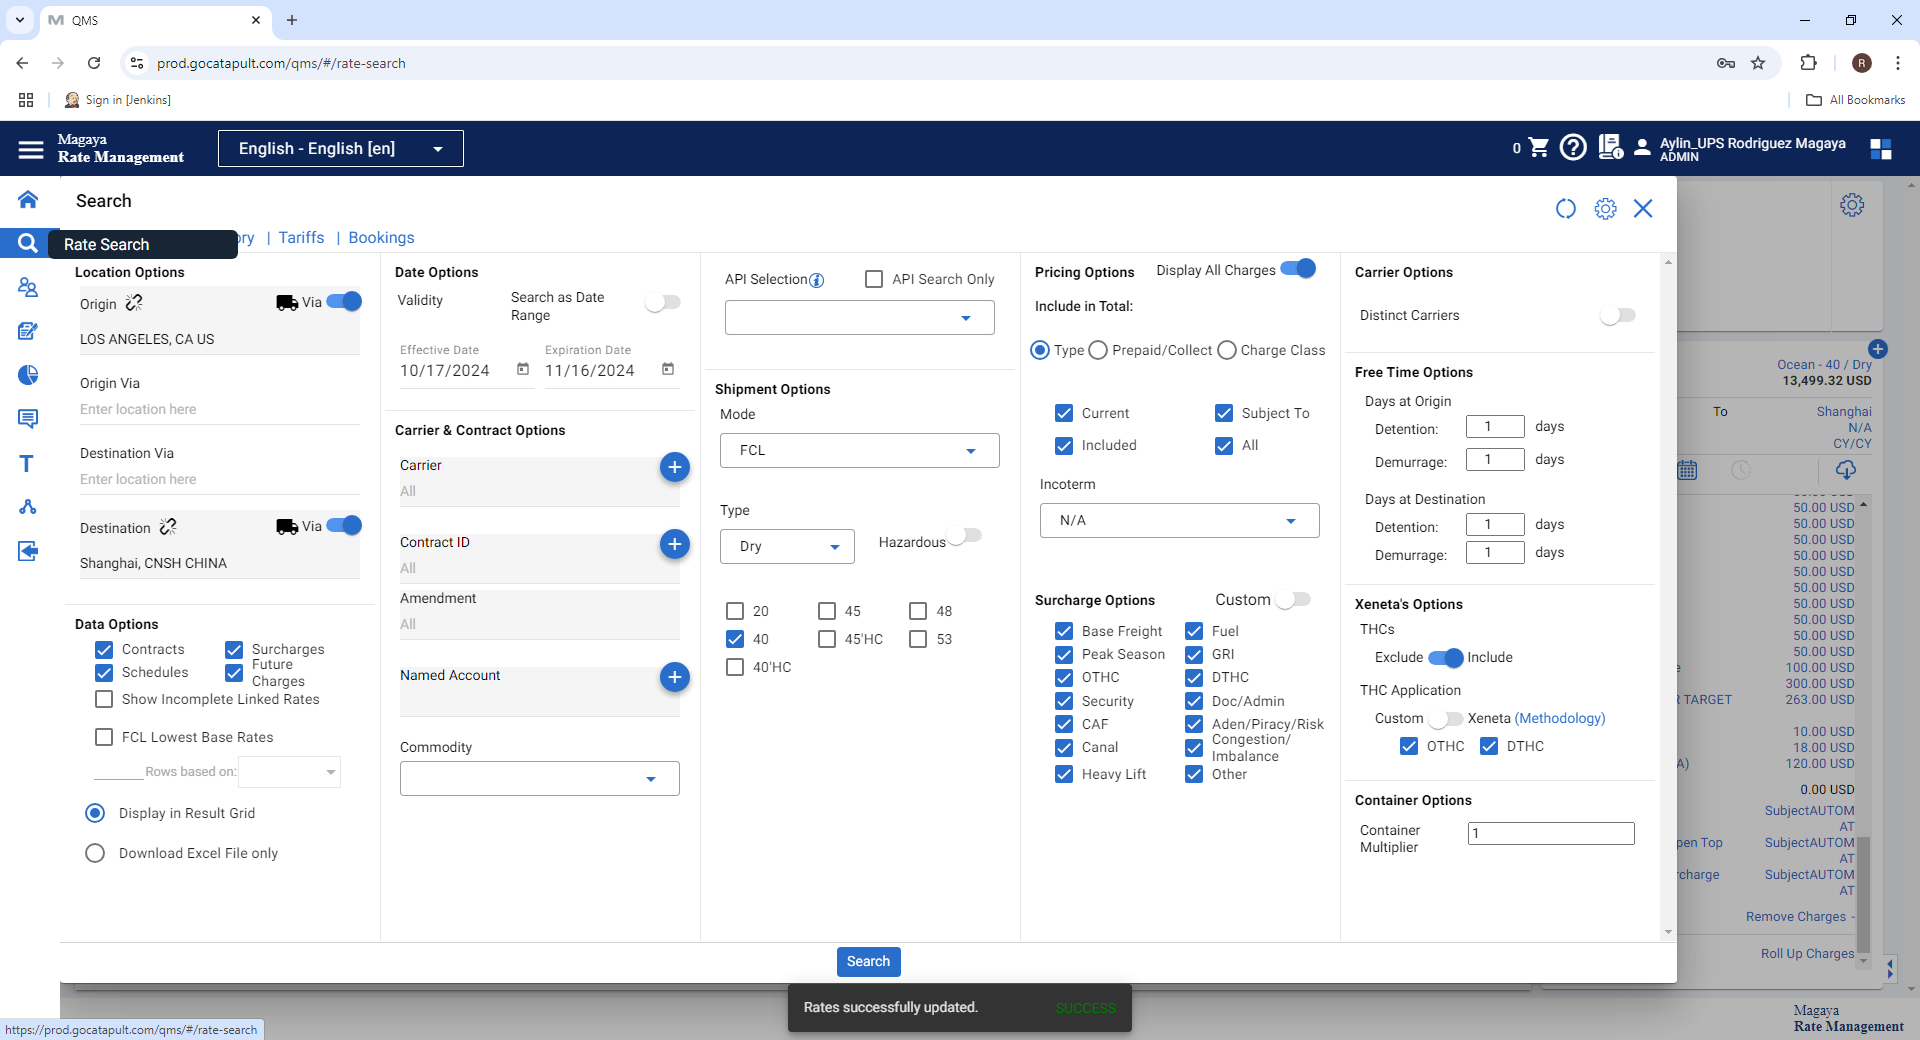 QMS
prod.gocatapult.com/qms/#/rate-search
R
Sign in [Jenkins]
All Bookmarks
Magaya
Rate Management
English - English [en]
0
Aylin_UPS Rodriguez Magaya
ADMIN
Search
Rate Search
ory | Tariffs | Bookings
Location Options
Origin
Via
LOS ANGELES, CA US
Origin Via
Enter location here
Destination Via
Enter location here
Destination
Via
Shanghai, CNSH CHINA
Data Options
Contracts
Surcharges
Schedules
Future
Charges
Show Incomplete Linked Rates
FCL Lowest Base Rates
Rows based on:
Display in Result Grid
Download Excel File only
Date Options
Validity
Search as Date
Range
Effective Date
Expiration Date
10/17/2024
11/16/2024
Carrier & Contract Options
Carrier
All
Contract ID
All
Amendment
All
Named Account
Commodity
API Selection
API Search Only
Shipment Options
Mode
FCL
Type
Dry
Hazardous
20
45
48
40
45'HC
53
40'HC
Pricing Options
Display All Charges
Include in Total:
Type
Prepaid/Collect
Charge Class
Current
Subject To
Included
All
Incoterm
N/A
Surcharge Options
Custom
Base Freight
Fuel
Peak Season
GRI
OTHC
DTHC
Security
Doc/Admin
CAF
Aden/Piracy/Risk
Canal
Congestion/
Imbalance
Heavy Lift
Other
Carrier Options
Distinct Carriers
Free Time Options
Days at Origin
Detention: 1 days
Demurrage: 1 days
Days at Destination
Detention: 1 days
Demurrage: 1 days
Xeneta's Options
THCs
Exclude
Include
THC Application
Custom
Xeneta (Methodology)
OTHC
DTHC
Container Options
Container
Multiplier
1
Search
Ocean - 40 / Dry
13,499.32 USD
To
Shanghai
N/A
CY/CY
50.00 USD
50.00 USD
50.00 USD
50.00 USD
50.00 USD
50.00 USD
50.00 USD
50.00 USD
50.00 USD
50.00 USD
e 100.00 USD
300.00 USD
R TARGET 263.00 USD
10.00 USD
18.00 USD
A) 120.00 USD
0.00 USD
SubjectAUTOM
AT
pen Top SubjectAUTOM
AT
rcharge SubjectAUTOM
AT
Remove Charges -
Roll Up Charges
Rates successfully updated.
SUCCESS
https://prod.gocatapult.com/qms/#/rate-search
Magaya
Rate Management